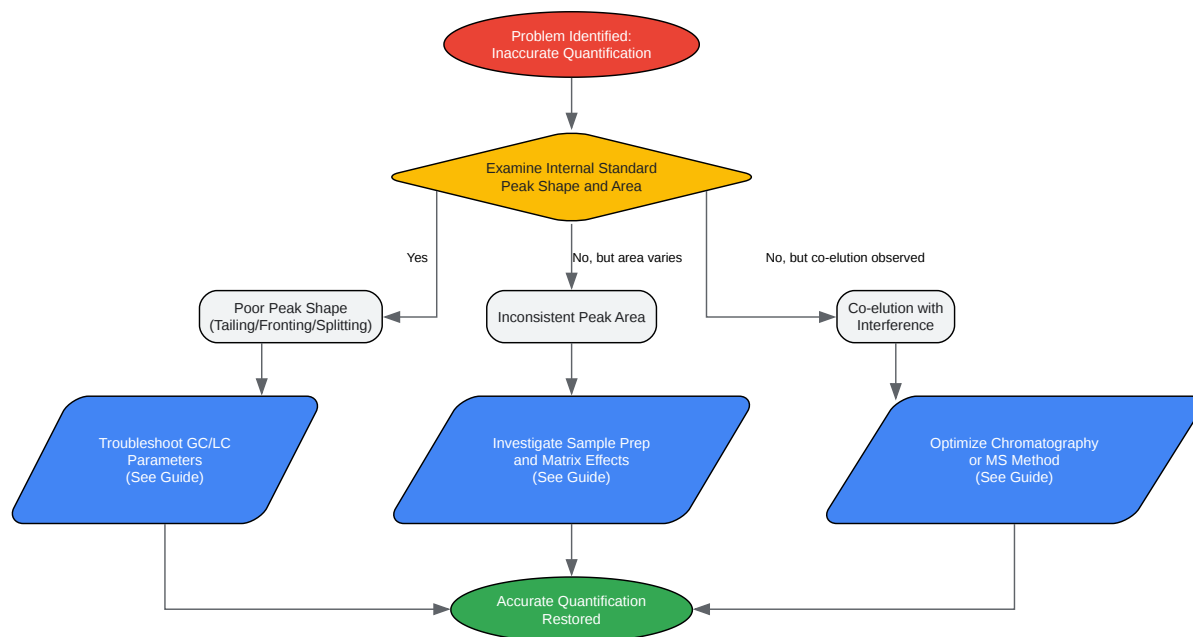 Problem Identified:
Inaccurate Quantification
Examine Internal Standard
Peak Shape and Area
Yes
No, but area varies
No, but co-elution observed
Poor Peak Shape
(Tailing/Fronting/Splitting)
Inconsistent Peak Area
Co-elution with
Interference
Troubleshoot GC/LC
Parameters
(See Guide)
Investigate Sample Prep
and Matrix Effects
(See Guide)
Optimize Chromatography
or MS Method
(See Guide)
Accurate Quantification
Restored